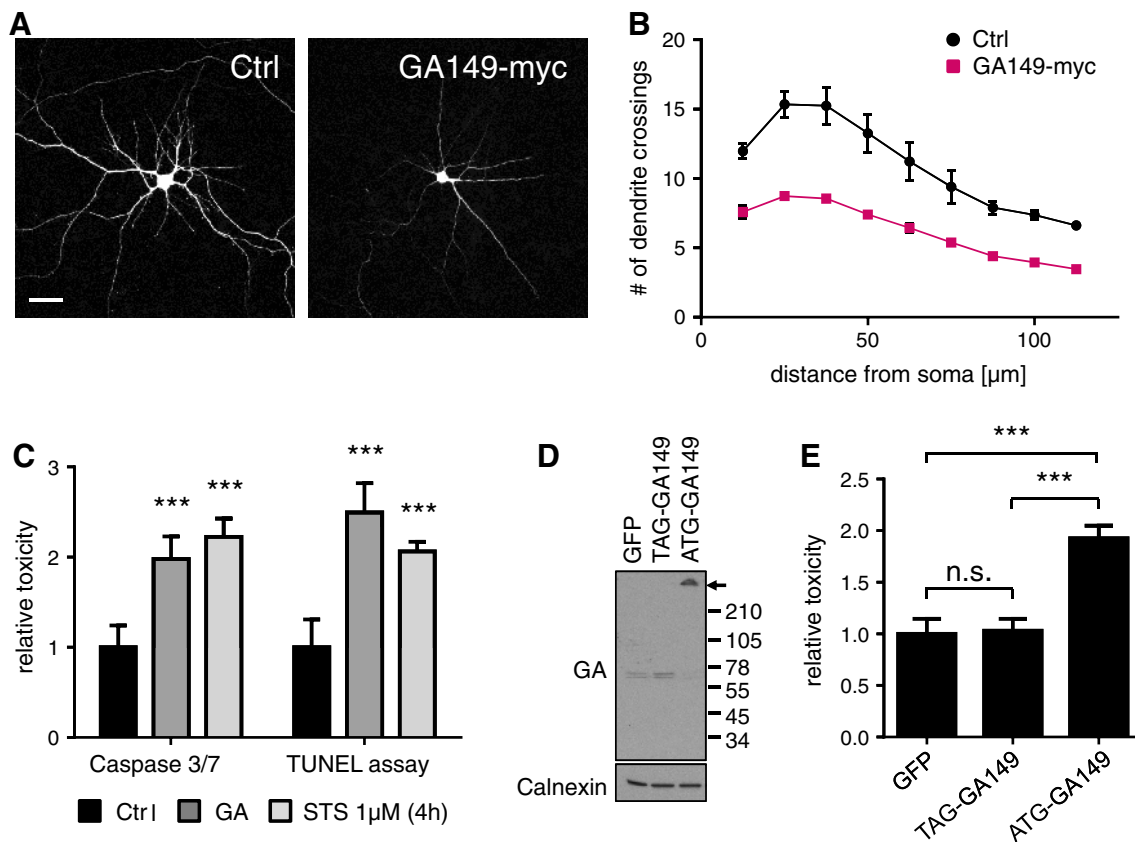 A
Ctrl
GA149-myc
B
# of dendrite crossings
20
15
10
5
0
0
50
100
distance from soma [µm]
Ctrl
GA149-myc
C
relative toxicity
3
2
1
0
***
***
***
***
Caspase 3/7
TUNEL assay
Ctrl
GA
STS 1µM (4h)
D
GFP
TAG-GA149
ATG-GA149
GA
210
105
78
55
45
34
Calnexin
E
relative toxicity
2.5
2.0
1.5
1.0
0.5
0.0
***
***
n.s.
GFP
TAG-GA149
ATG-GA149